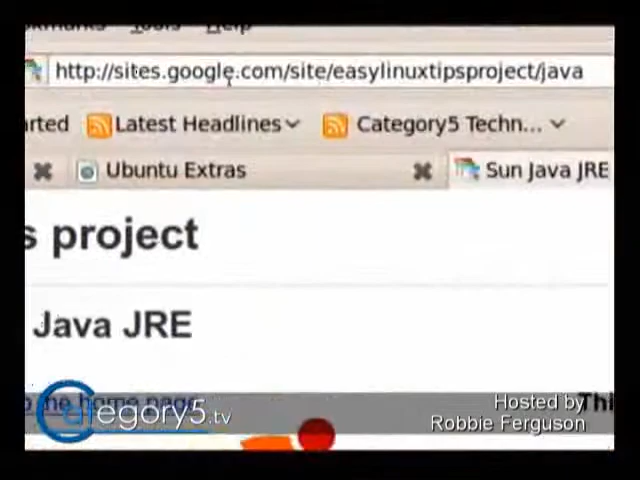 http://sites.google.com/site/easylinuxtipsproject/java
arted Latest Headlines Category5 Techn...
Ubuntu Extras Sun Java JRE
s project
Java JRE
the home page
Category5.tv
Hosted by
Robbie Ferguson